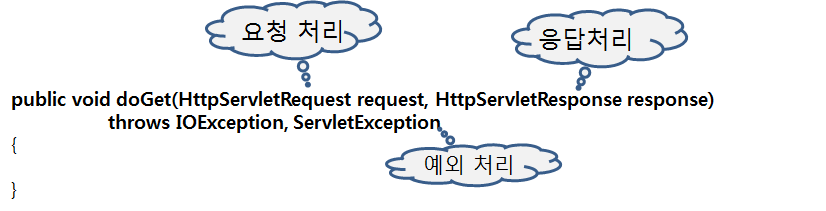 요청 처리
응답처리
public void doGet(HttpServletRequest request, HttpServletResponse response)
throws IOException, ServletException
{
예외 처리
}